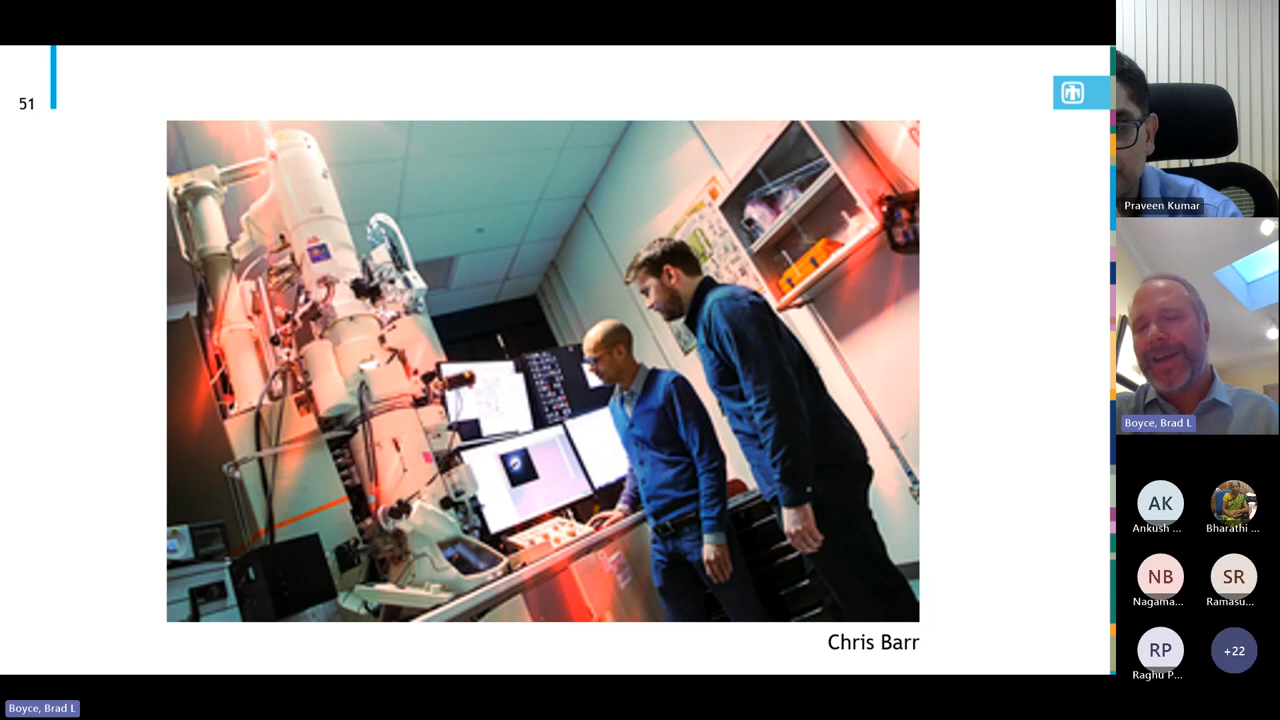 51
Chris Barr
Praveen Kumar
Boyce, Brad L
AK
Ankush ...
Bharathi ...
NB
Nagama...
SR
Ramasu...
RP
Raghu P...
+22
Boyce, Brad L